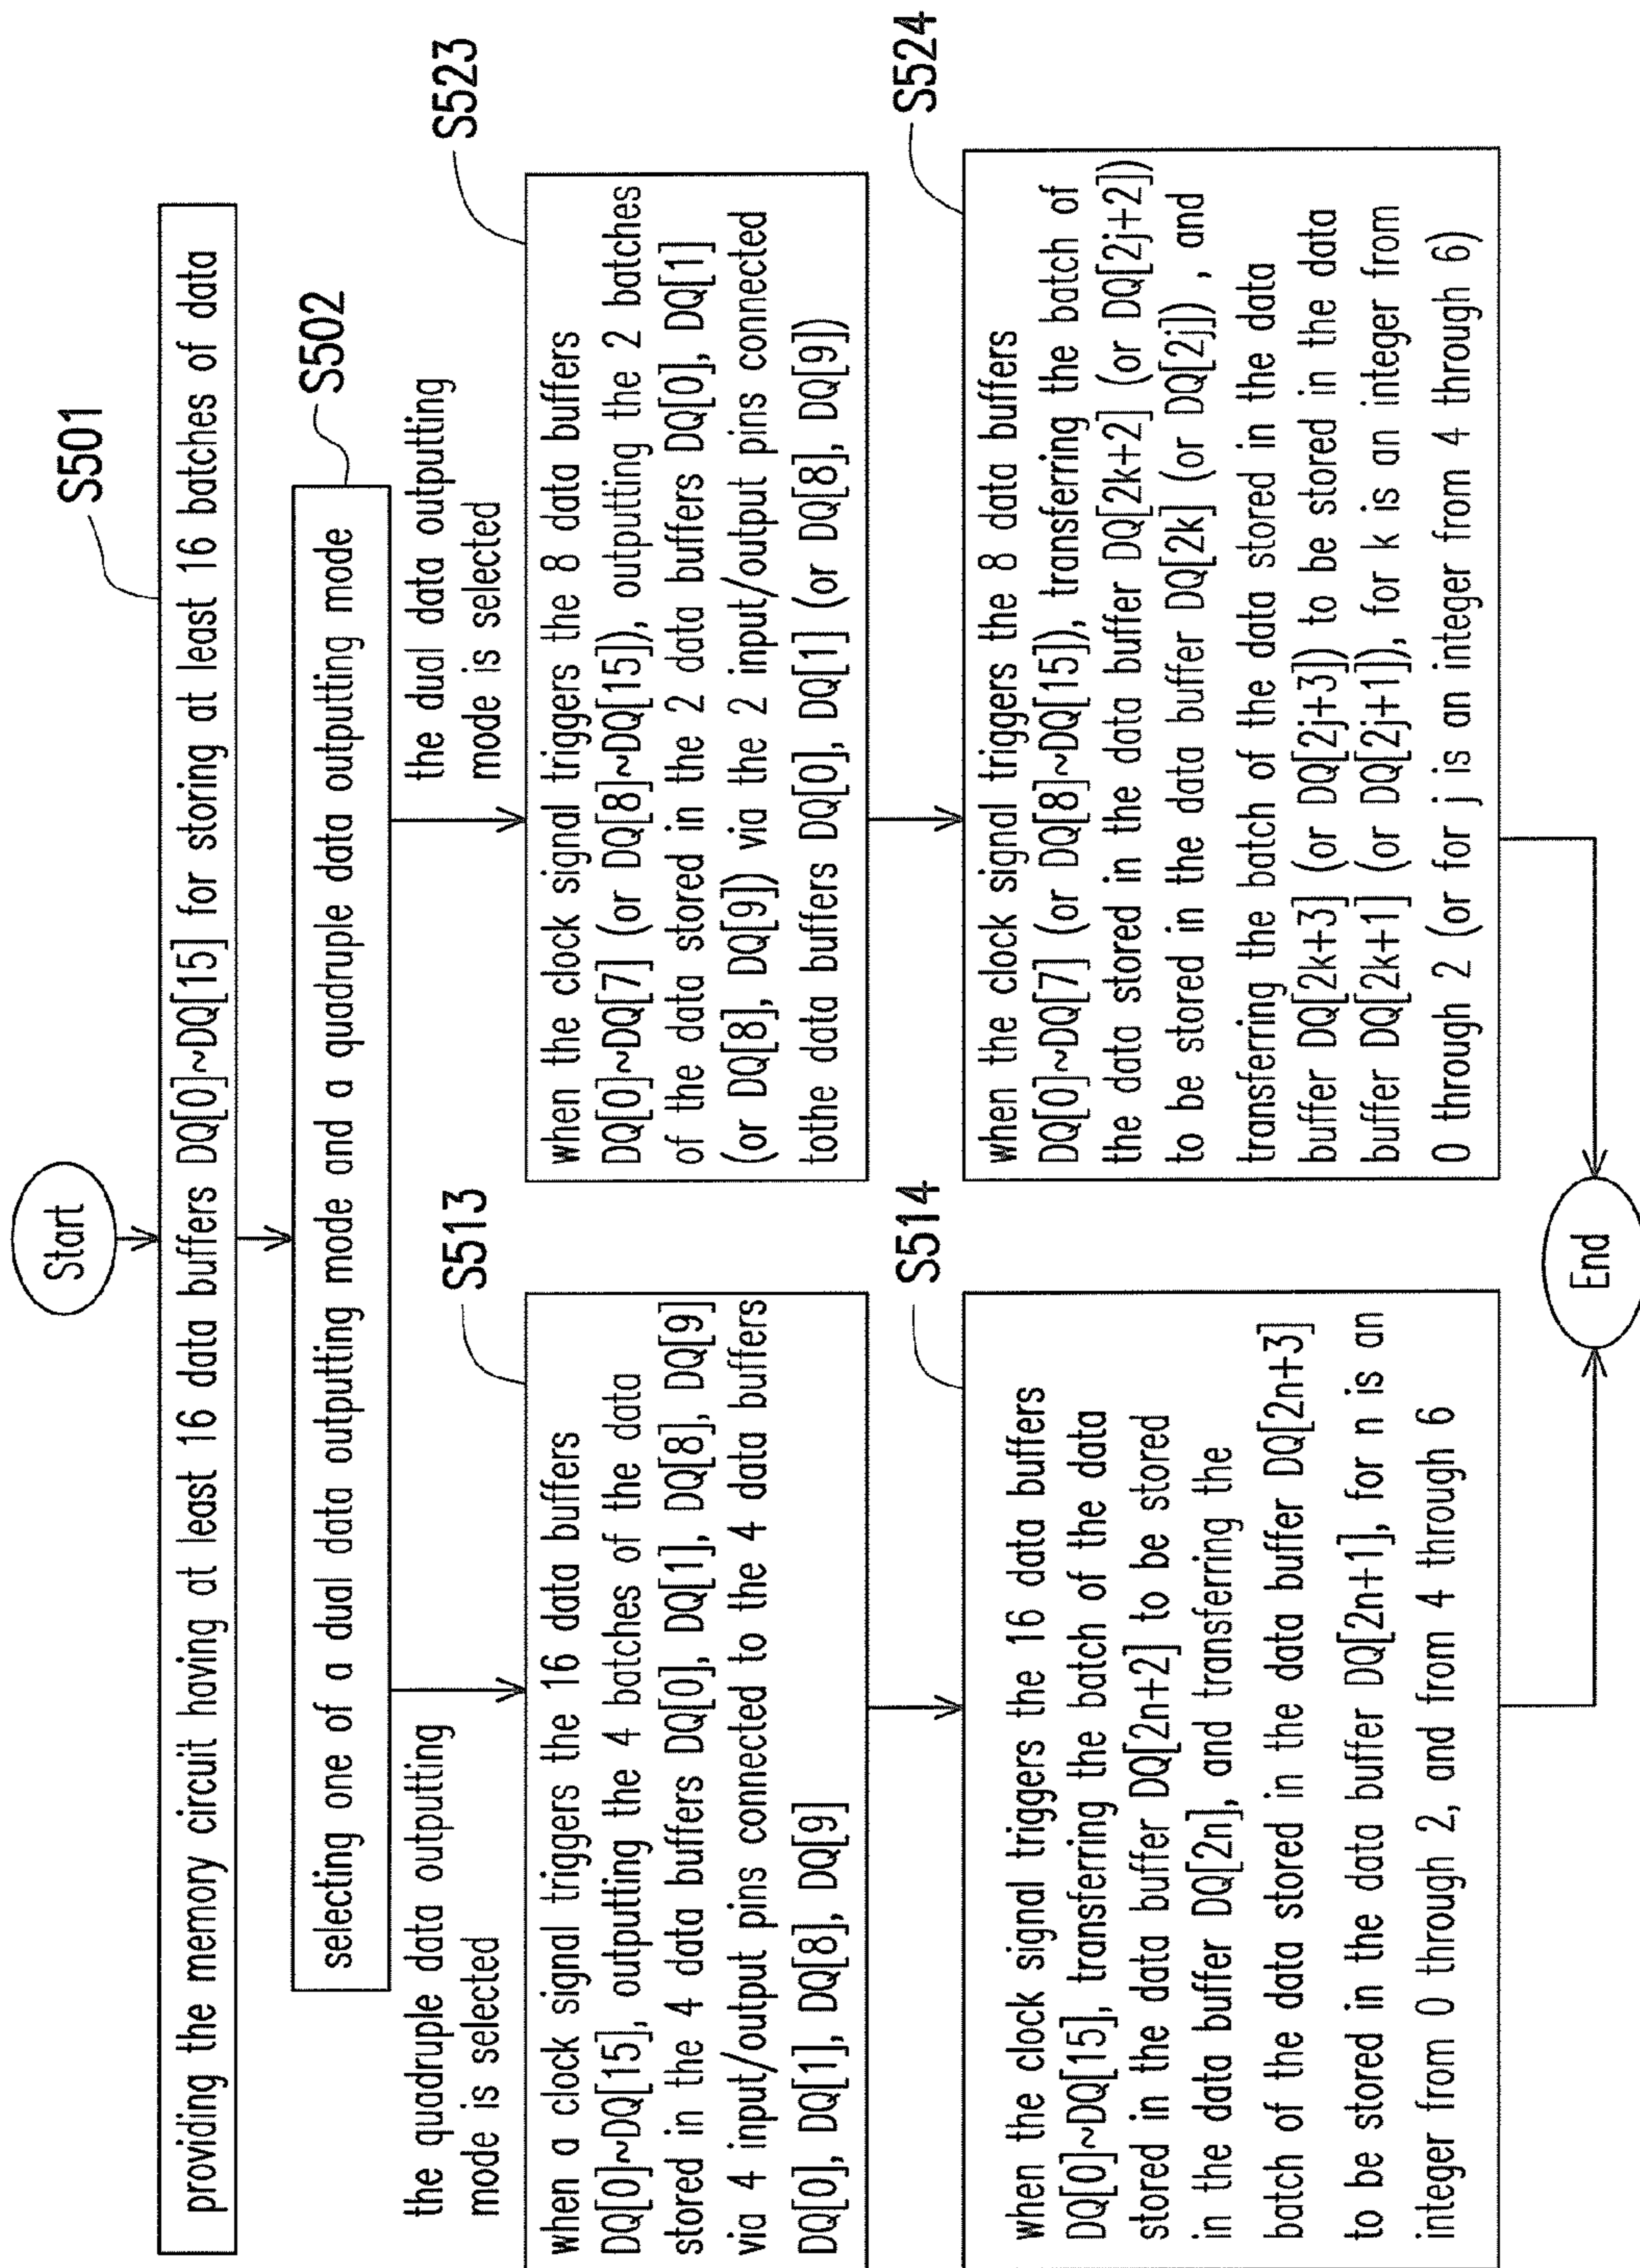 Start
S501
providing the memory circuit having at least 16 data buffers DQ[0]~DQ[15] for storing at least 16 batches of data
S502
selecting one of a dual data outputting mode and a quadruple data outputting mode
the quadruple data outputting
mode is selected
the dual data outputting
mode is selected
S513
when a clock signal triggers the 16 data buffers
DQ[0]~DQ[15], outputting the 4 batches of the data
stored in the 4 data buffers DQ[0], DQ[1], DQ[8], DQ[9]
via 4 input/output pins connected to the 4 data buffers
DQ[0], DQ[1], DQ[8], DQ[9]
S523
when the clock signal triggers the 8 data buffers
DQ[0]~DQ[7] (or DQ[8]~DQ[15]), outputting the 2 batches
of the data stored in the 2 data buffers DQ[0], DQ[1]
(or DQ[8], DQ[9]) via the 2 input/output pins connected
tothe data buffers DQ[0], DQ[1] (or DQ[8], DQ[9])
S514
when the clock signal triggers the 16 data buffers
DQ[0]~DQ[15], transferring the batch of the data
stored in the data buffer DQ[2n+2] to be stored
in the data buffer DQ[2n], and transferring the
batch of the data stored in the data buffer DQ[2n+3]
to be stored in the data buffer DQ[2n+1], for n is an
integer from 0 through 2, and from 4 through 6
S524
when the clock signal triggers the 8 data buffers
DQ[0]~DQ[7] (or DQ[8]~DQ[15]), transferring the batch of
the data stored in the data buffer DQ[2k+2] (or DQ[2j+2])
to be stored in the data buffer DQ[2k] (or DQ[2j]) , and
transferring the batch of the data stored in the data
buffer DQ[2k+3] (or DQ[2j+3]) to be stored in the data
buffer DQ[2k+1] (or DQ[2j+1]), for k is an integer from
0 through 2 (or for j is an integer from 4 through 6)
End